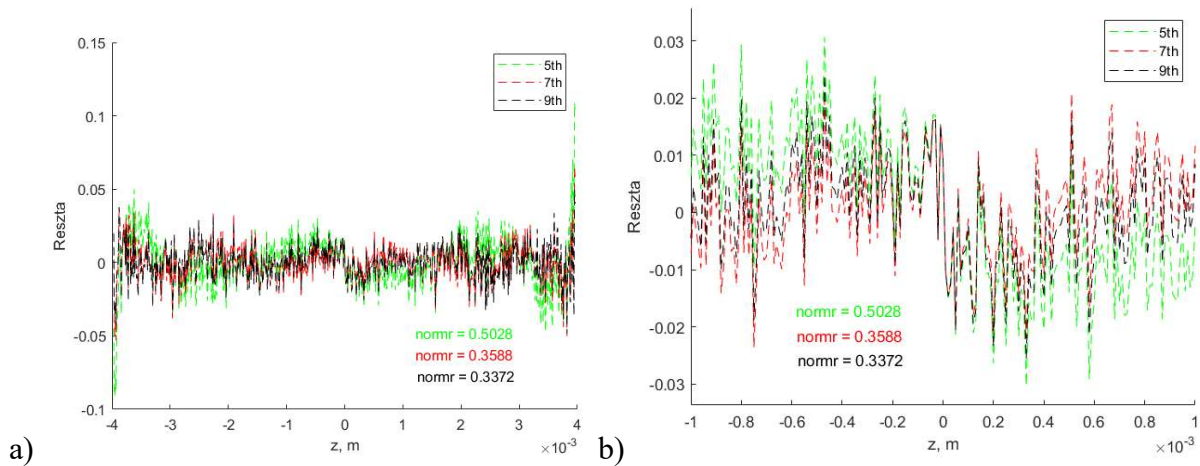 0.15
0.1
0.05
0
-0.05
-0.1
Reszta
-4
-3
-2
-1
0
1
2
3
4
z, m
×10⁻³
5th
7th
9th
normr = 0.5028
normr = 0.3588
normr = 0.3372
a)
0.03
0.02
0.01
0
-0.01
-0.02
-0.03
Reszta
-1
-0.8
-0.6
-0.4
-0.2
0
0.2
0.4
0.6
0.8
1
z, m
×10⁻³
5th
7th
9th
normr = 0.5028
normr = 0.3588
normr = 0.3372
b)